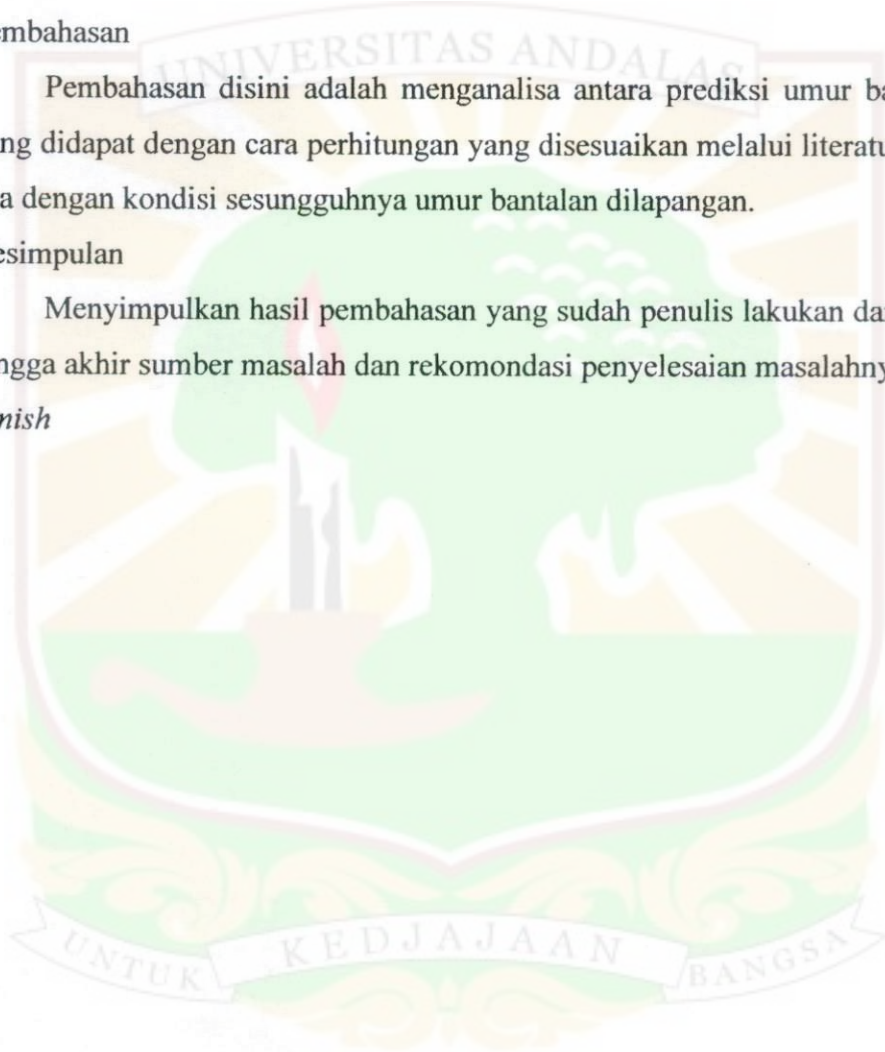 embahasan
UNIVERSITAS ANDALAS
Pembahasan disini adalah menganalisa antara prediksi umur ba
ng didapat dengan cara perhitungan yang disesuaikan melalui literatu
a dengan kondisi sesungguhnya umur bantalan dilapangan.
esimpulan
Menyimpulkan hasil pembahasan yang sudah penulis lakukan da
ngga akhir sumber masalah dan rekomondasi penyelesaian masalahny
nish
UNTUK KEDJAJAAN BANGSA